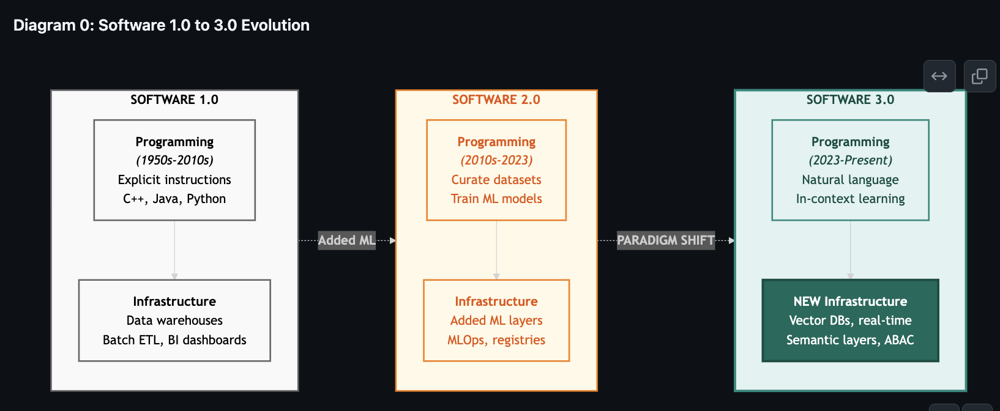 Diagram 0: Software 1.0 to 3.0 Evolution
SOFTWARE 1.0
Programming
(1950s-2010s)
Explicit instructions
C++, Java, Python
Infrastructure
Data warehouses
Batch ETL, BI dashboards
Added ML
SOFTWARE 2.0
Programming
(2010s-2023)
Curate datasets
Train ML models
Infrastructure
Added ML layers
MLOps, registries
PARADIGM SHIFT
SOFTWARE 3.0
Programming
(2023-Present)
Natural language
In-context learning
NEW Infrastructure
Vector DBs, real-time
Semantic layers, ABAC